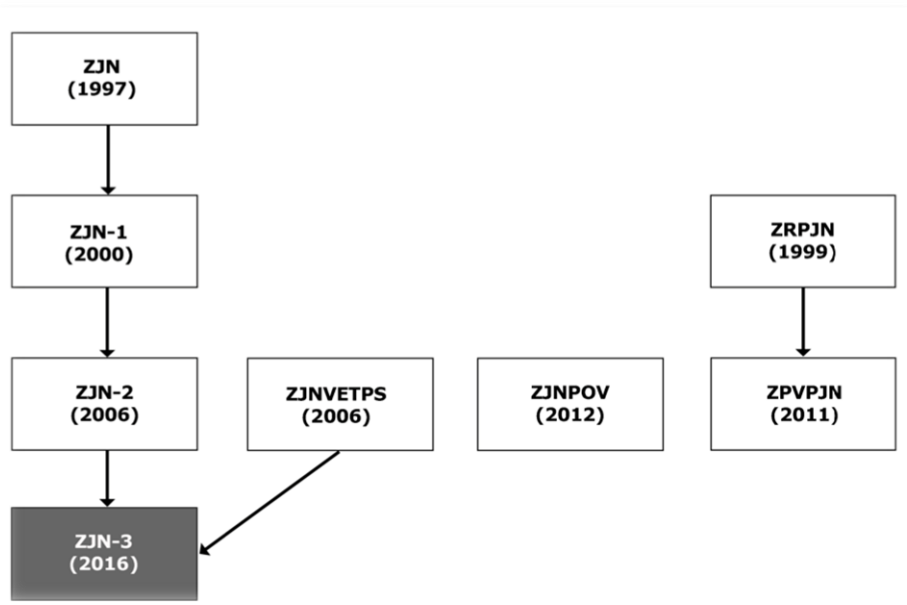 ZJN
(1997)
ZJN-1
(2000)
ZRPJN
(1999)
ZJN-2
(2006)
ZJNVETPS
(2006)
ZJNPOV
(2012)
ZPVPJN
(2011)
ZJN-3
(2016)